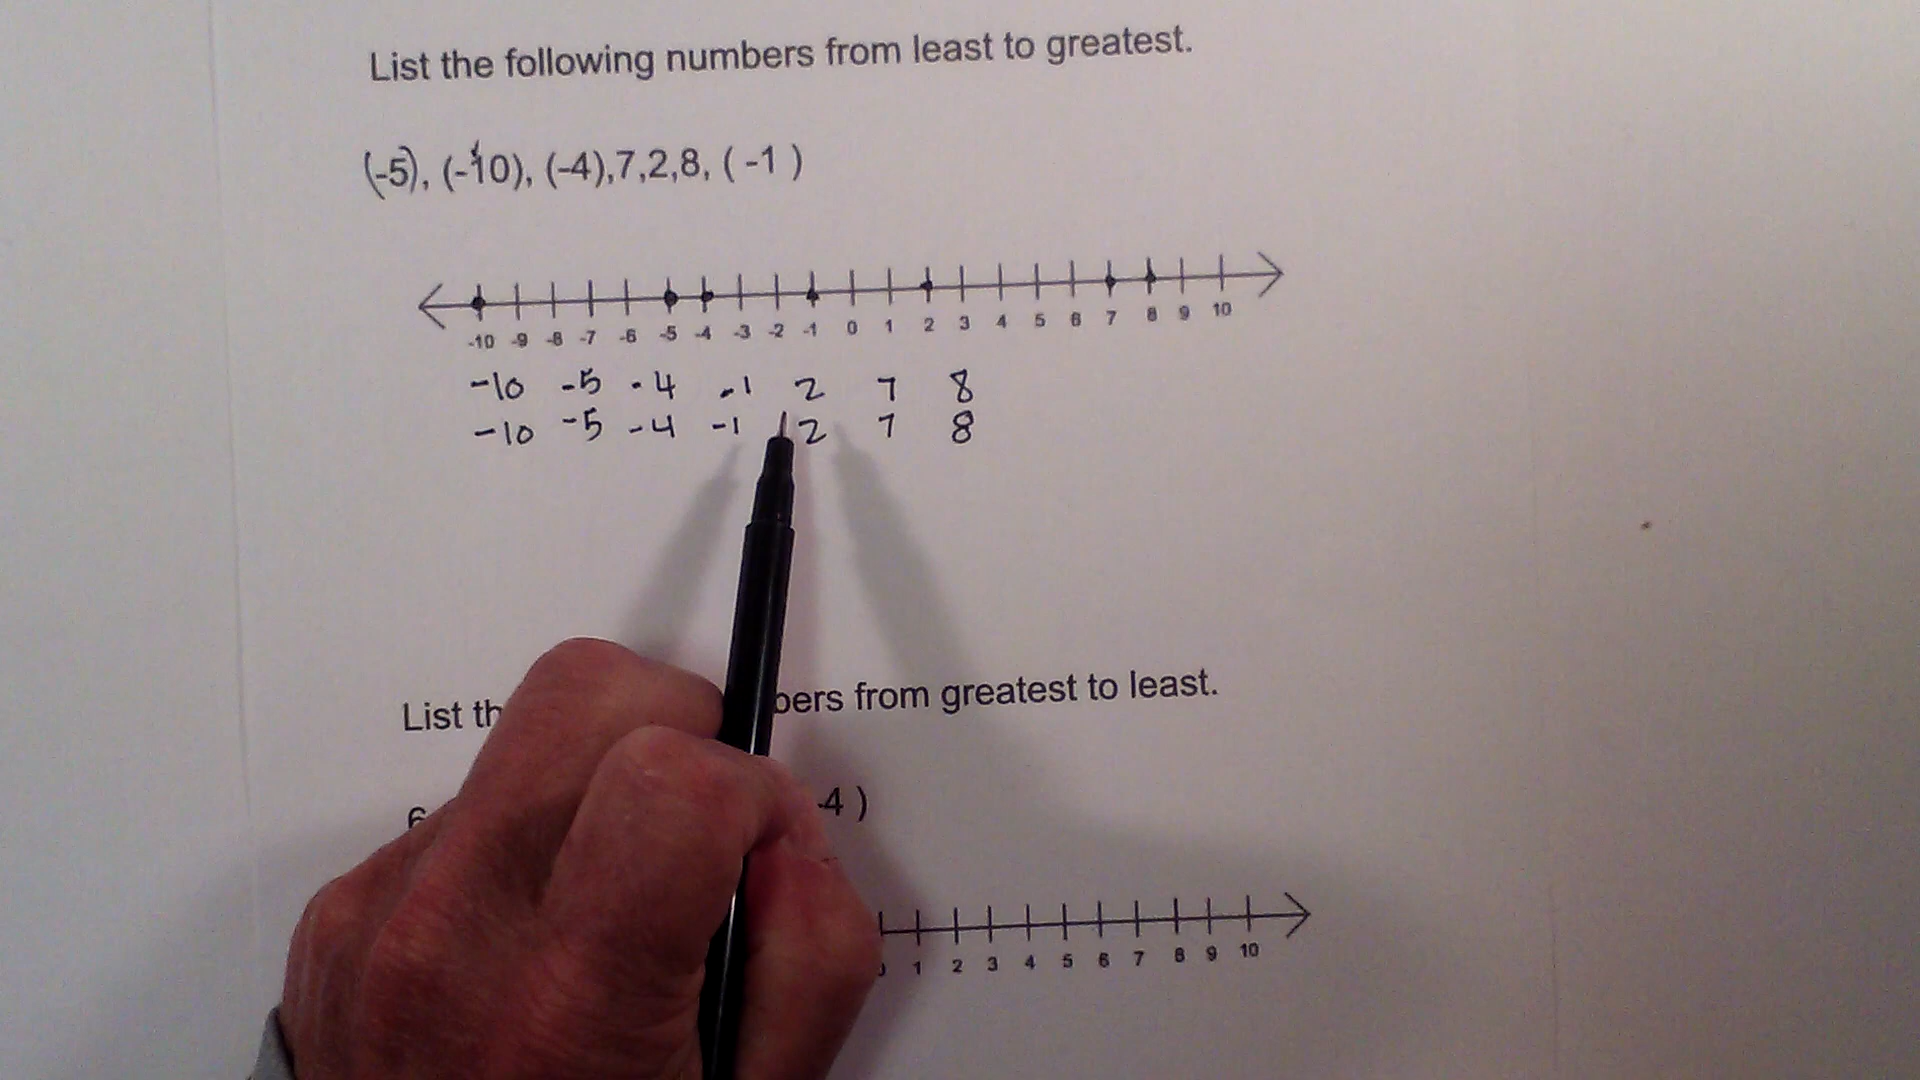 List the following numbers from least to greatest.
(-5), (-10), (-4),7,2,8, ( -1 )
-10 -9 -8 -7 -6 -5 -4 -3 -2 -1 0 1 2 3 4 5 6 7 8 9 10
-10 -5 -4 -1 2 7 8
-10 -5 -4 -1 2 7 8
List from greatest to least.
6 -4 )
1 2 3 4 5 6 7 8 9 10